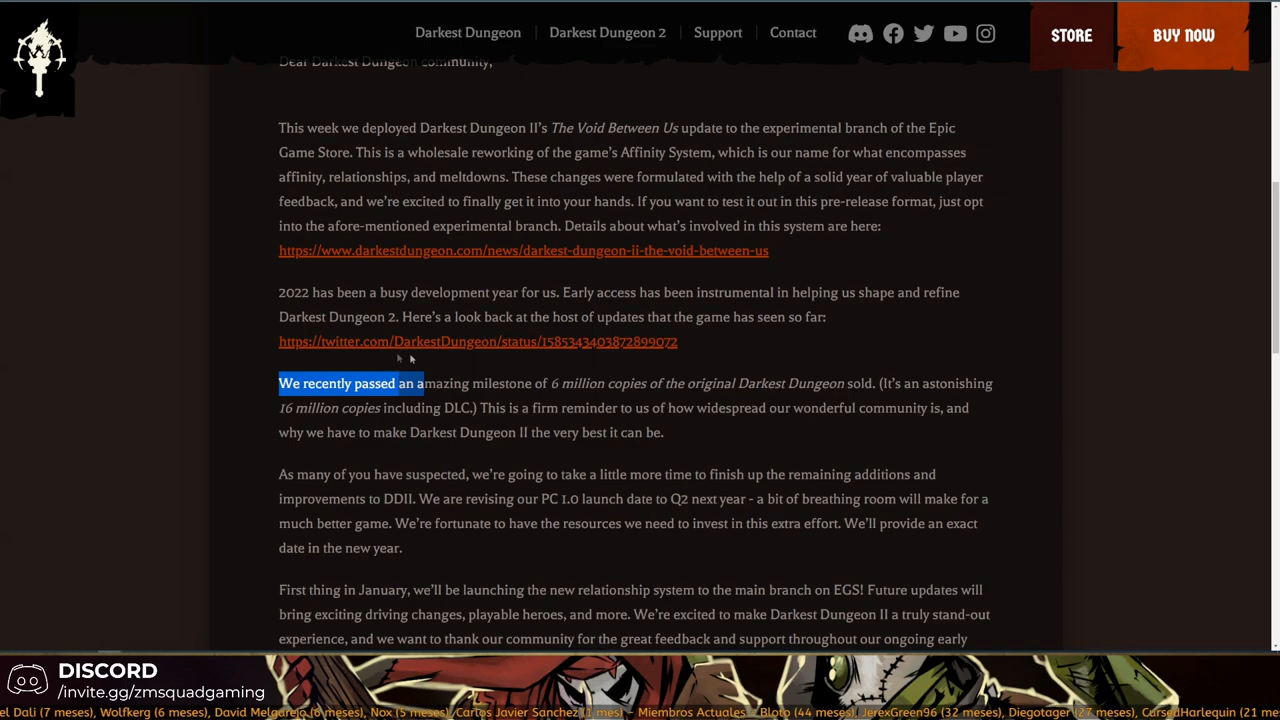 Darkest Dungeon
Darkest Dungeon 2
Support
Contact
STORE
BUY NOW
Dear Darkest Dungeon community,
This week we deployed Darkest Dungeon II's The Void Between Us update to the experimental branch of the Epic
Game Store. This is a wholesale reworking of the game's Affinity System, which is our name for what encompasses
affinity, relationships, and meltdowns. These changes were formulated with the help of a solid year of valuable player
feedback, and we're excited to finally get it into your hands. If you want to test it out in this pre-release format, just opt
into the afore-mentioned experimental branch. Details about what's involved in this system are here:
https://www.darkestdungeon.com/news/darkest-dungeon-ii-the-void-between-us
2022 has been a busy development year for us. Early access has been instrumental in helping us shape and refine
Darkest Dungeon 2. Here's a look back at the host of updates that the game has seen so far:
https://twitter.com/DarkestDungeon/status/1585343403872899072
We recently passed an amazing milestone of 6 million copies of the original Darkest Dungeon sold. (It's an astonishing
16 million copies including DLC.) This is a firm reminder to us of how widespread our wonderful community is, and
why we have to make Darkest Dungeon II the very best it can be.
As many of you have suspected, we're going to take a little more time to finish up the remaining additions and
improvements to DDII. We are revising our PC 1.0 launch date to Q2 next year - a bit of breathing room will make for a
much better game. We're fortunate to have the resources we need to invest in this extra effort. We'll provide an exact
date in the new year.
First thing in January, we'll be launching the new relationship system to the main branch on EGS! Future updates will
bring exciting driving changes, playable heroes, and more. We're excited to make Darkest Dungeon II a truly stand-out
experience, and we want to thank our community for the great feedback and support throughout our ongoing early
DISCORD
/invite.gg/zmsquadgaming
el Dali (7 meses), Wolfkerg (6 meses), David Melgarejo (6 meses), Nox (5 meses), Carlos Javier Sanchez (1 mes) - Miembros Actuales - Bloto (44 meses), JerexGreen96 (32 meses), Diegotager (27 meses), CursedHarlequin (21 me